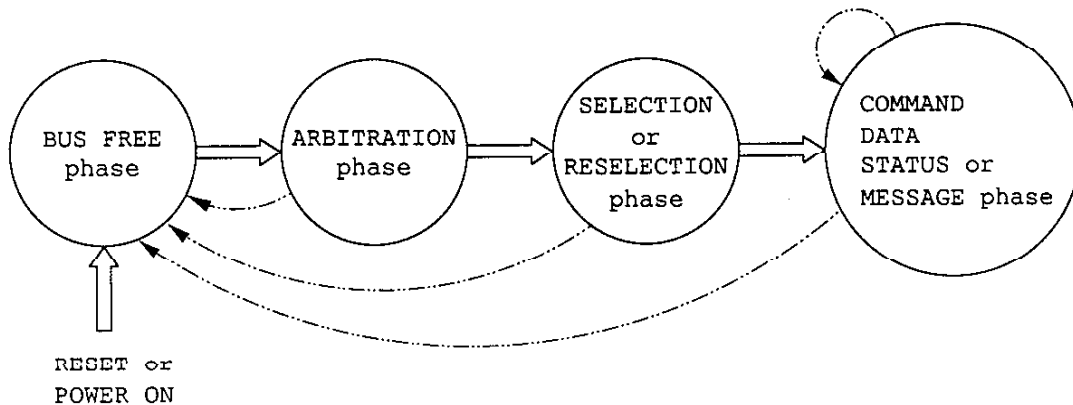 BUS FREE
phase
ARBITRATION
phase
SELECTION
or
RESELECTION
phase
COMMAND
DATA
STATUS or
MESSAGE phase
RESET or
POWER ON